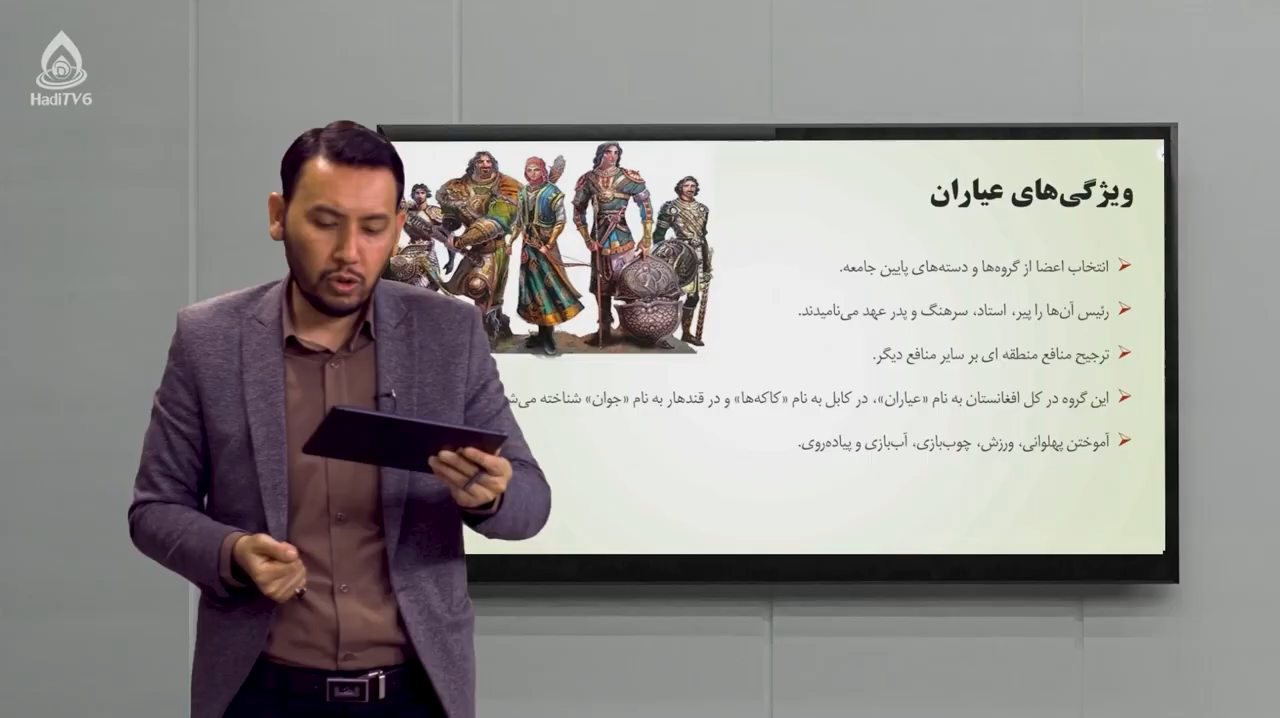 HadiTV6
ویژگی‌های عیاران
انتخاب اعضا از گروه‌ها و دسته‌های پایین جامعه.
رئیس آن‌ها را پیر، استاد، سرهنگ و پدر عهد می‌نامیدند.
ترجیح منافع منطقه ای بر سایر منافع دیگر.
این گروه در کل افغانستان به نام «عیاران»، در کابل به نام «کاکه‌ها» و در قندهار به نام «جوان» شناخته
آموختن پهلوانی، ورزش، چوب‌بازی، آب‌بازی و پیاده‌روی.